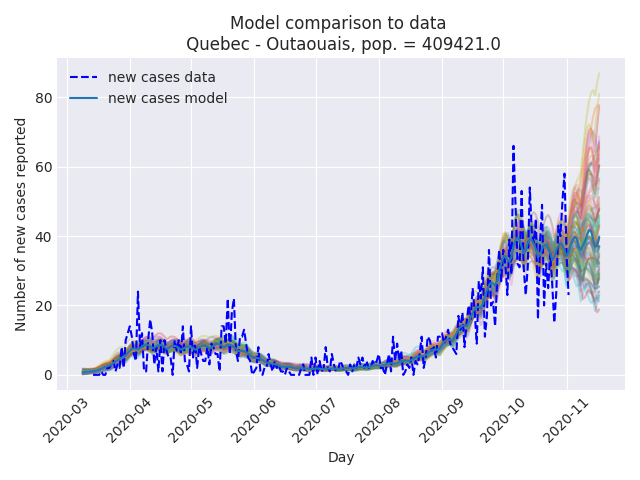 Model comparison to data
Quebec - Outaouais, pop. = 409421.0
new cases data
new cases model
Number of new cases reported
80
60
40
20
0
2020-03
2020-04
2020-05
2020-06
2020-07
2020-08
2020-09
2020-10
2020-11
Day